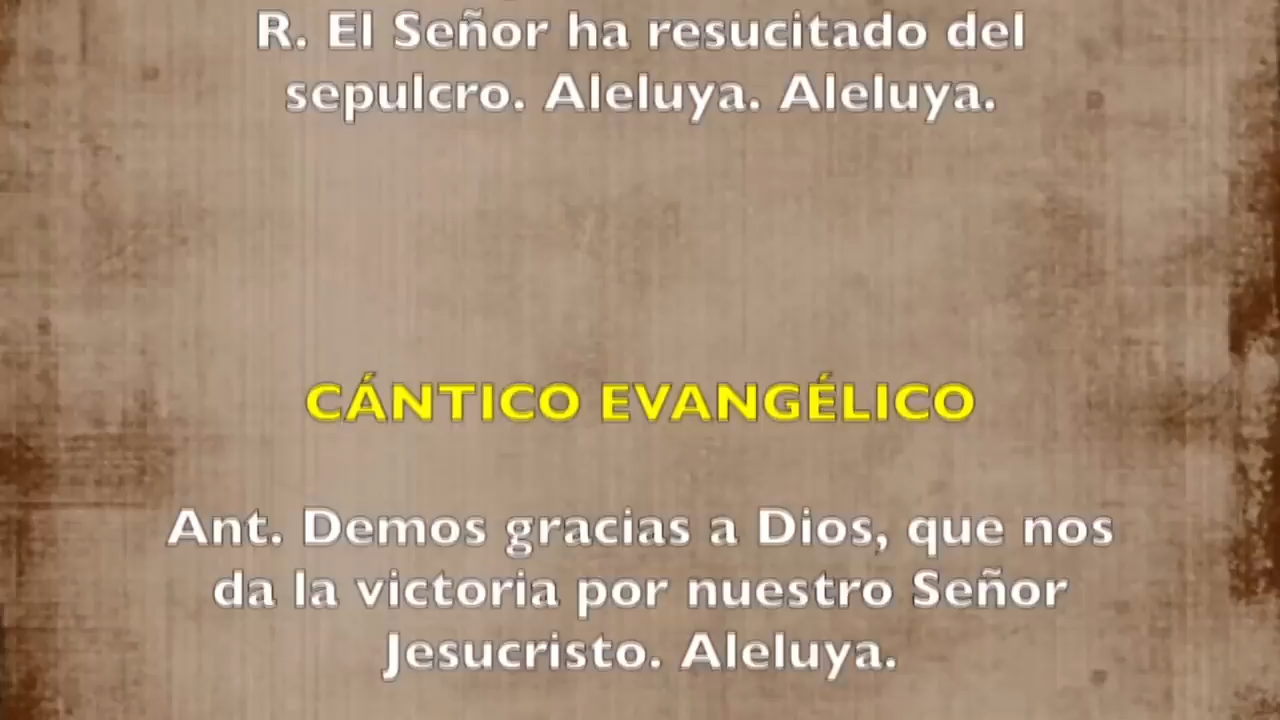 R. El Señor ha resucitado del
sepulcro. Aleluya. Aleluya.
CÁNTICO EVANGÉLICO
Ant. Demos gracias a Dios, que nos
da la victoria por nuestro Señor
Jesucristo. Aleluya.